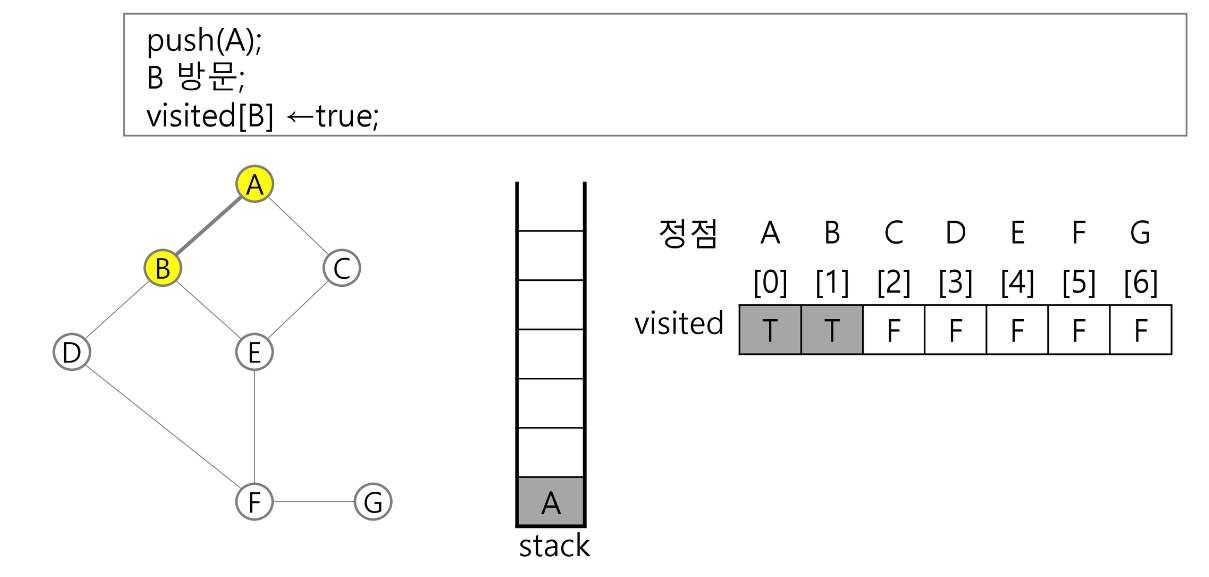 push(A);
B 방문;
visited[B] ←true;
A
B
C
D
E
F
G
A
stack
정점 A B C D E F G
[0] [1] [2] [3] [4] [5] [6]
visited T T F F F F F